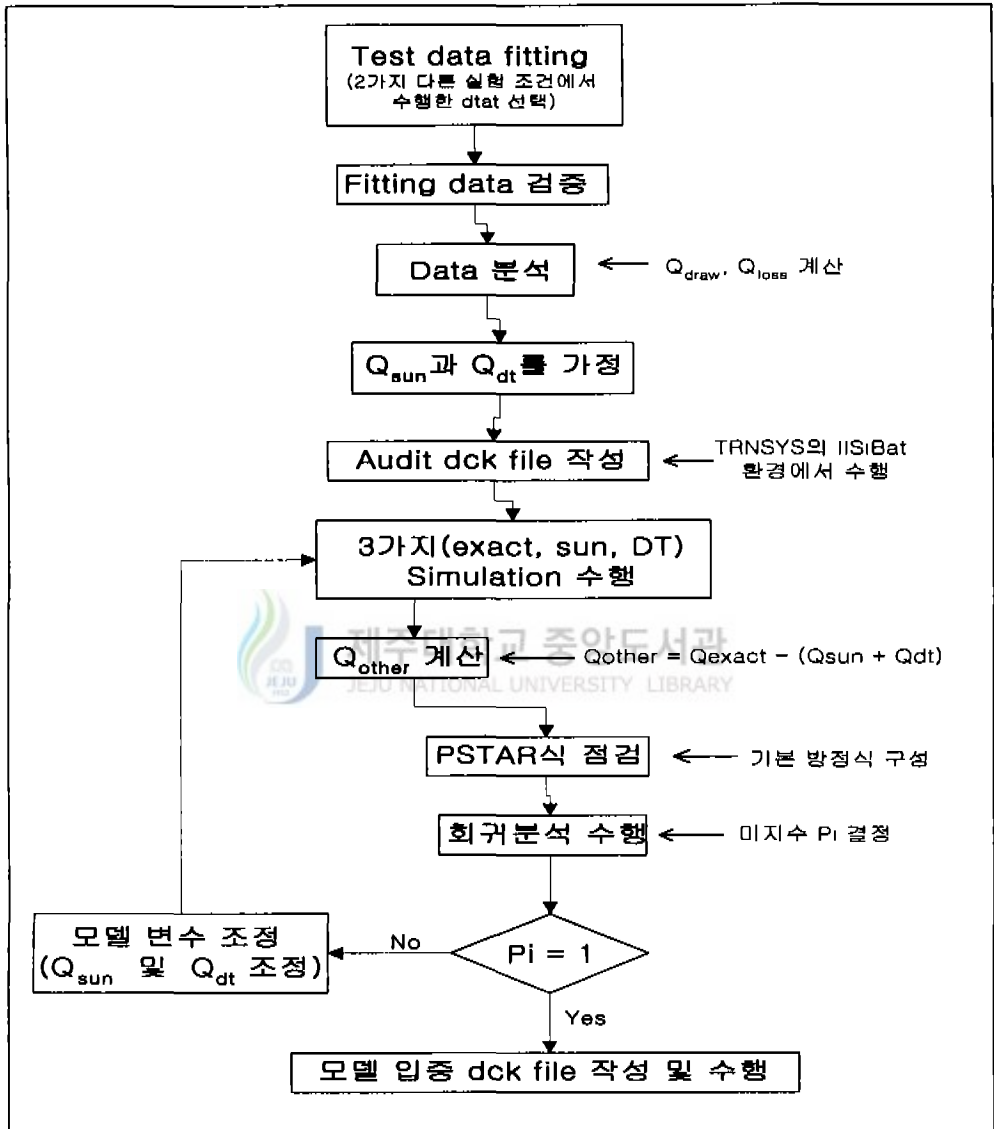 Test data fitting
(2가지 다른 실험 조건에서
수행한 dtat 선택)
Fitting data 검증
Data 분석
Qdraw, Qloss 계산
Qsun과 Qdt를 가정
Audit dck file 작성
TRNSYS의 IISiBat
환경에서 수행
3가지(exact, sun, DT)
Simulation 수행
제주대학교 중앙도서관
JEJU NATIONAL UNIVERSITY LIBRARY
JEJU
1952
Qother 계산
Qother = Qexact - (Qsun + Qdt)
PSTAR식 점검
기본 방정식 구성
회귀분석 수행
미지수 Pi 결정
모델 변수 조정
(Qsun 및 Qdt 조정)
No
Pi = 1
Yes
모델 입증 dck file 작성 및 수행